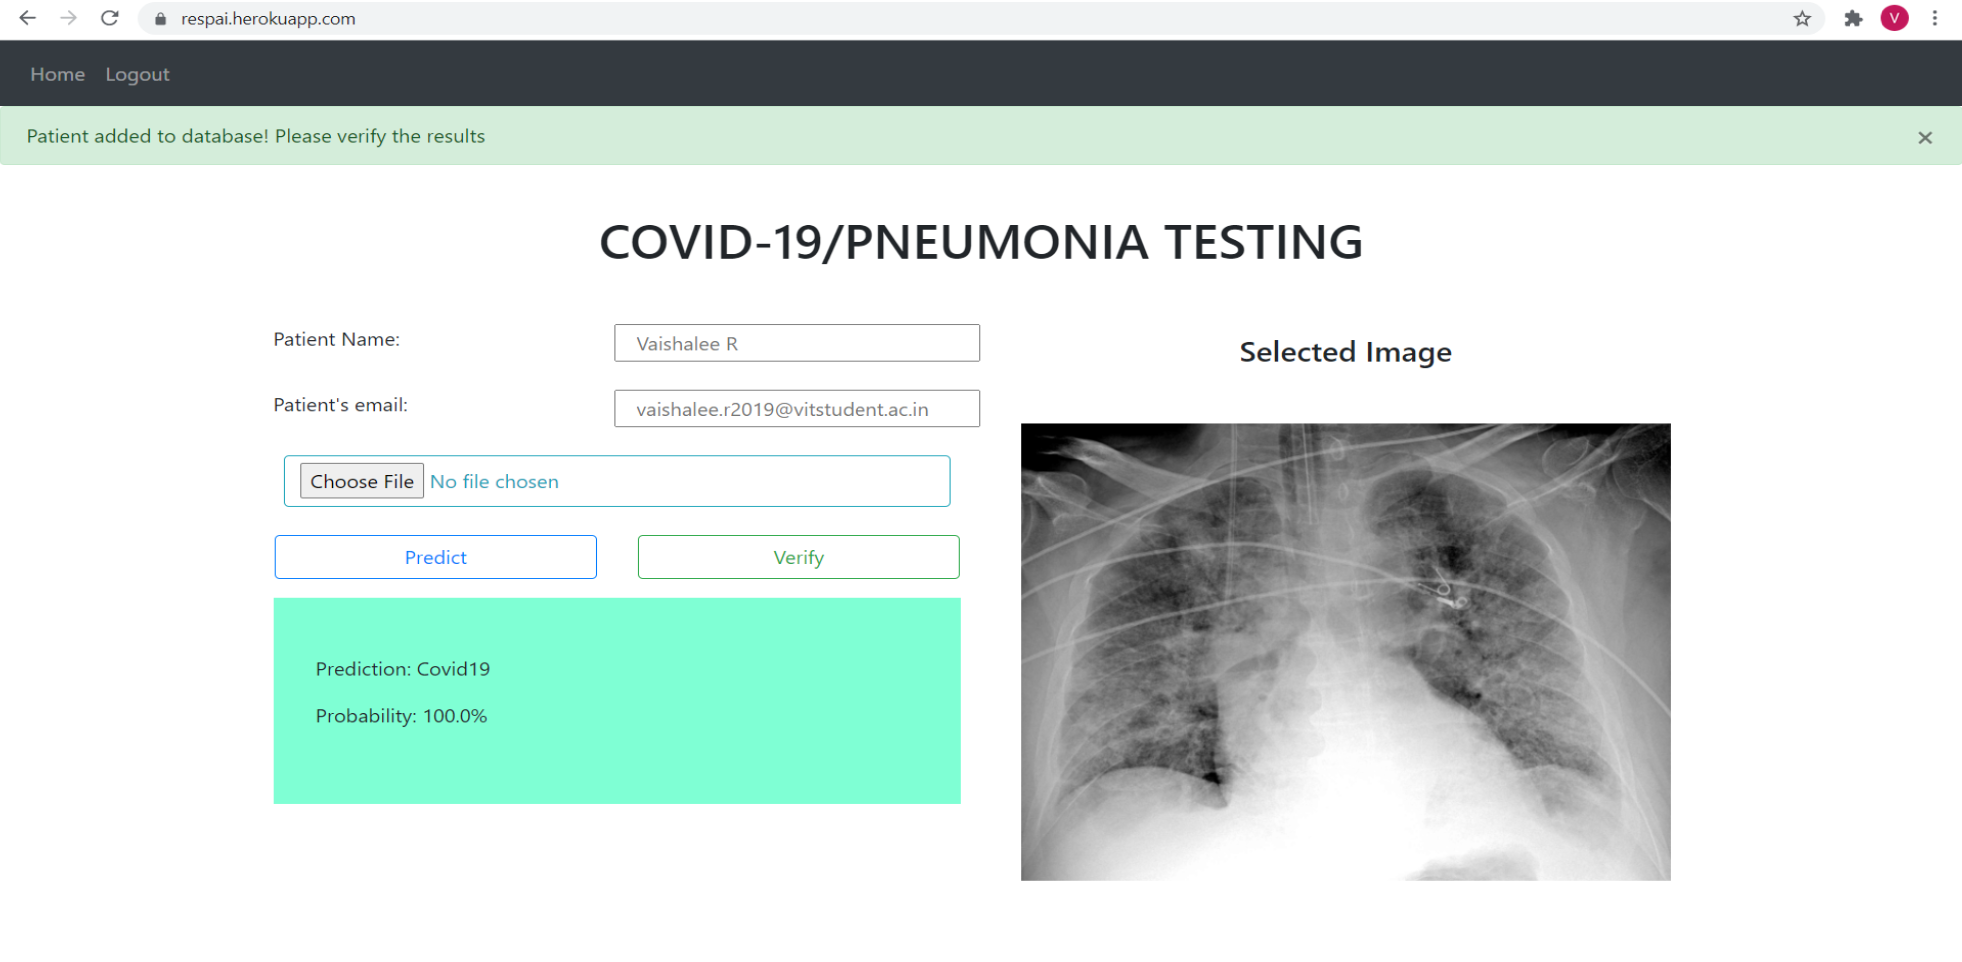 respai.herokuapp.com
V
Home Logout
Patient added to database! Please verify the results
×
COVID-19/PNEUMONIA TESTING
Patient Name:
Vaishalee R
Patient's email:
vaishalee.r2019@vitstudent.ac.in
Choose File No file chosen
Predict
Verify
Prediction: Covid19
Probability: 100.0%
Selected Image